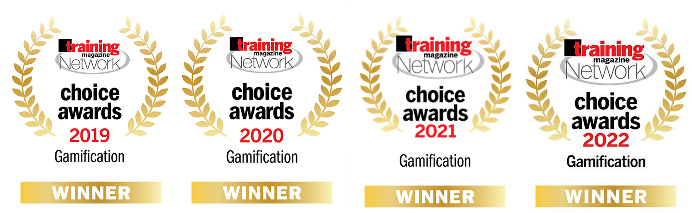 training
magazine
Network
choice
awards
2019
Gamification
WINNER
training
magazine
Network
choice
awards
2020
Gamification
WINNER
training
magazine
Network
choice
awards
2021
Gamification
WINNER
training
magazine
Network
choice
awards
2022
Gamification
WINNER